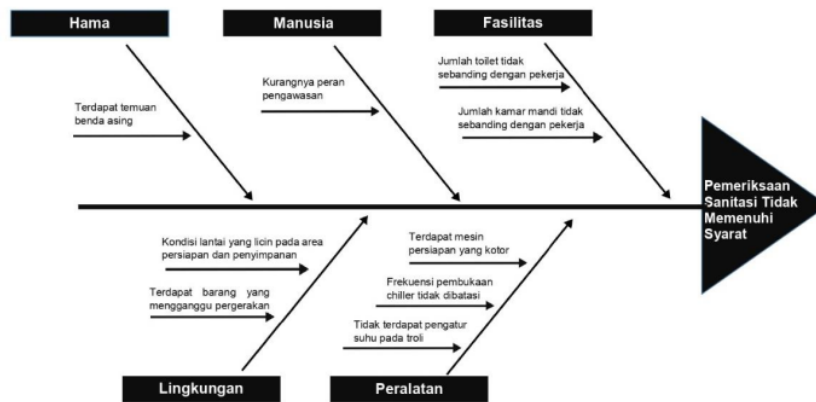 Hama
Manusia
Fasilitas
Terdapat temuan
benda asing
Kurangnya peran
pengawasan
Jumlah toilet tidak
sebanding dengan pekerja
Jumlah kamar mandi tidak
sebanding dengan pekerja
Pemeriksaan
Sanitasi Tidak
Memenuhi
Syarat
Kondisi lantai yang licin pada area
persiapan dan penyimpanan
Terdapat barang yang
mengganggu pergerakan
Terdapat mesin
persiapan yang kotor
Frekuensi pembukaan
chiller tidak dibatasi
Tidak terdapat pengatur
suhu pada troli
Lingkungan
Peralatan